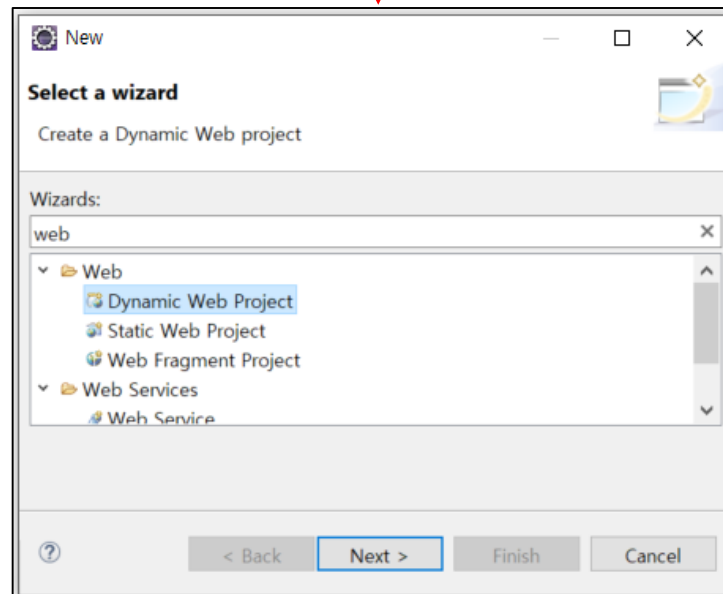 New
Select a wizard
Create a Dynamic Web project
Wizards:
web
Web
Dynamic Web Project
Static Web Project
Web Fragment Project
Web Services
Web Service
< Back Next > Finish Cancel